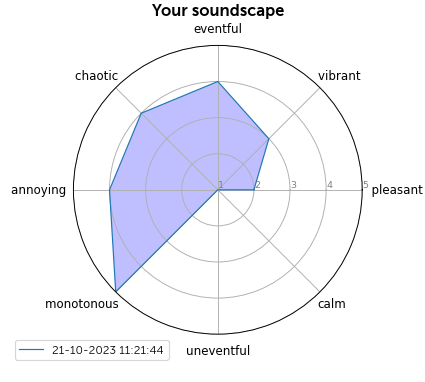 Your soundscape
eventful
chaotic
vibrant
annoying
1 2 3 4 5
pleasant
monotonous
calm
uneventful
21-10-2023 11:21:44